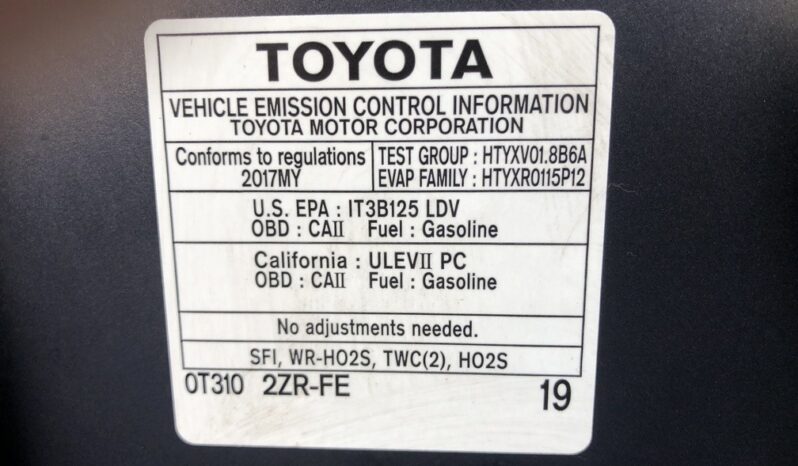 TOYOTA
VEHICLE EMISSION CONTROL INFORMATION
TOYOTA MOTOR CORPORATION
Conforms to regulations
2017MY
TEST GROUP : HTYXV01.8B6A
EVAP FAMILY : HTYXR0115P12
U.S. EPA : IT3B125 LDV
OBD : CAII Fuel : Gasoline
California : ULEVII PC
OBD : CAII Fuel : Gasoline
No adjustments needed.
SFI, WR-HO2S, TWC(2), HO2S
0T310 2ZR-FE 19